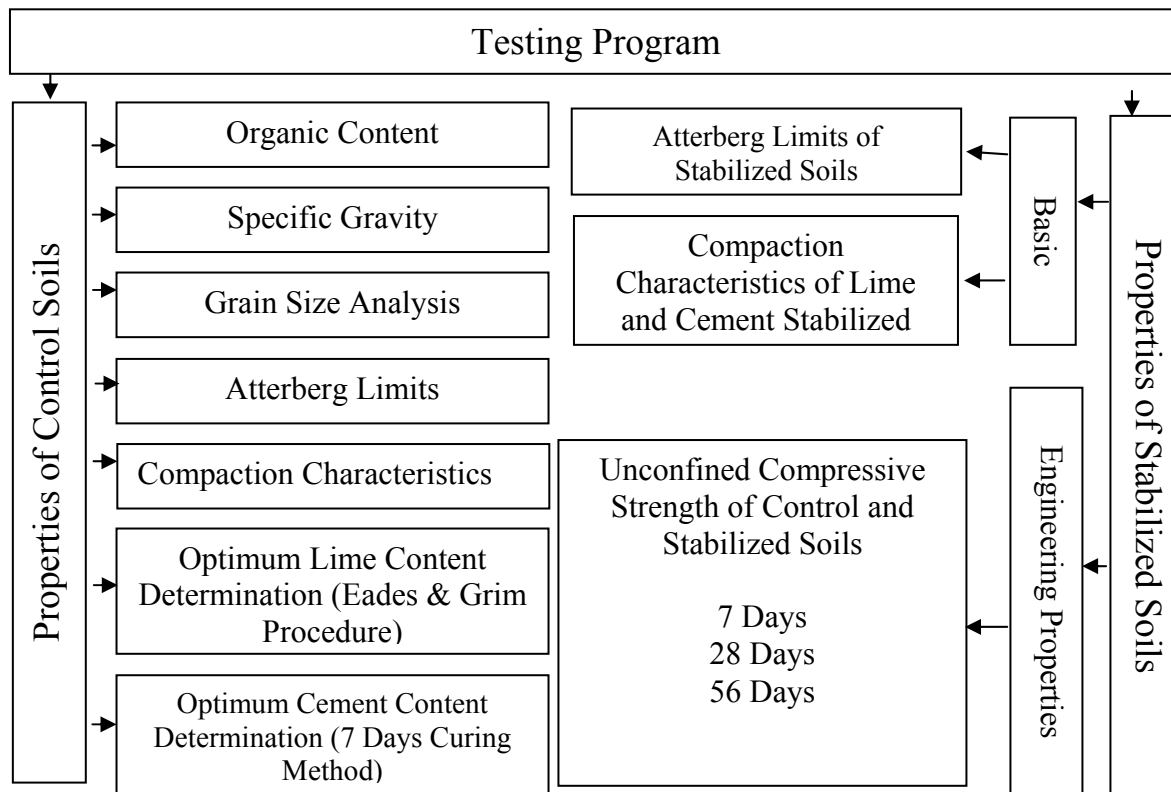 Testing Program
Properties of Control Soils
Organic Content
Specific Gravity
Grain Size Analysis
Atterberg Limits
Compaction Characteristics
Optimum Lime Content
Determination (Eades & Grim
Procedure)
Optimum Cement Content
Determination (7 Days Curing
Method)
Atterberg Limits of
Stabilized Soils
Compaction
Characteristics of Lime
and Cement Stabilized
Unconfined Compressive
Strength of Control and
Stabilized Soils
7 Days
28 Days
56 Days
Basic
Engineering Properties
Properties of Stabilized Soils